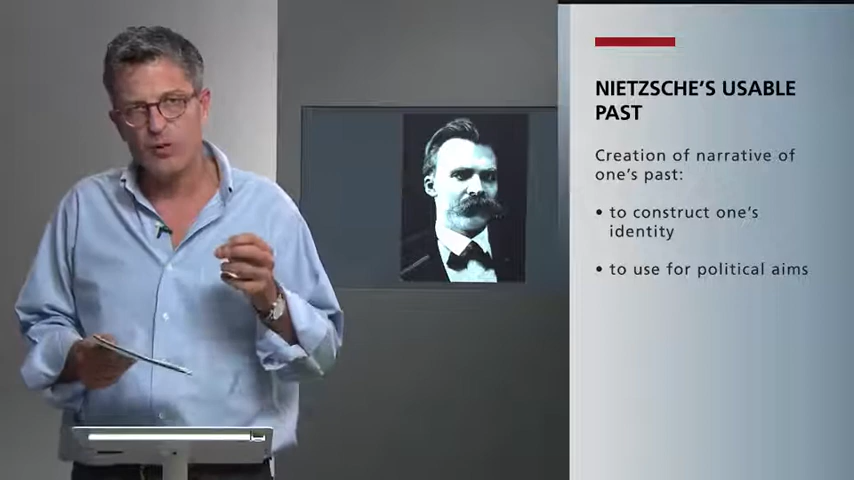 NIETZSCHE'S USABLE
PAST
Creation of narrative of
one's past:
• to construct one's
identity
• to use for political aims